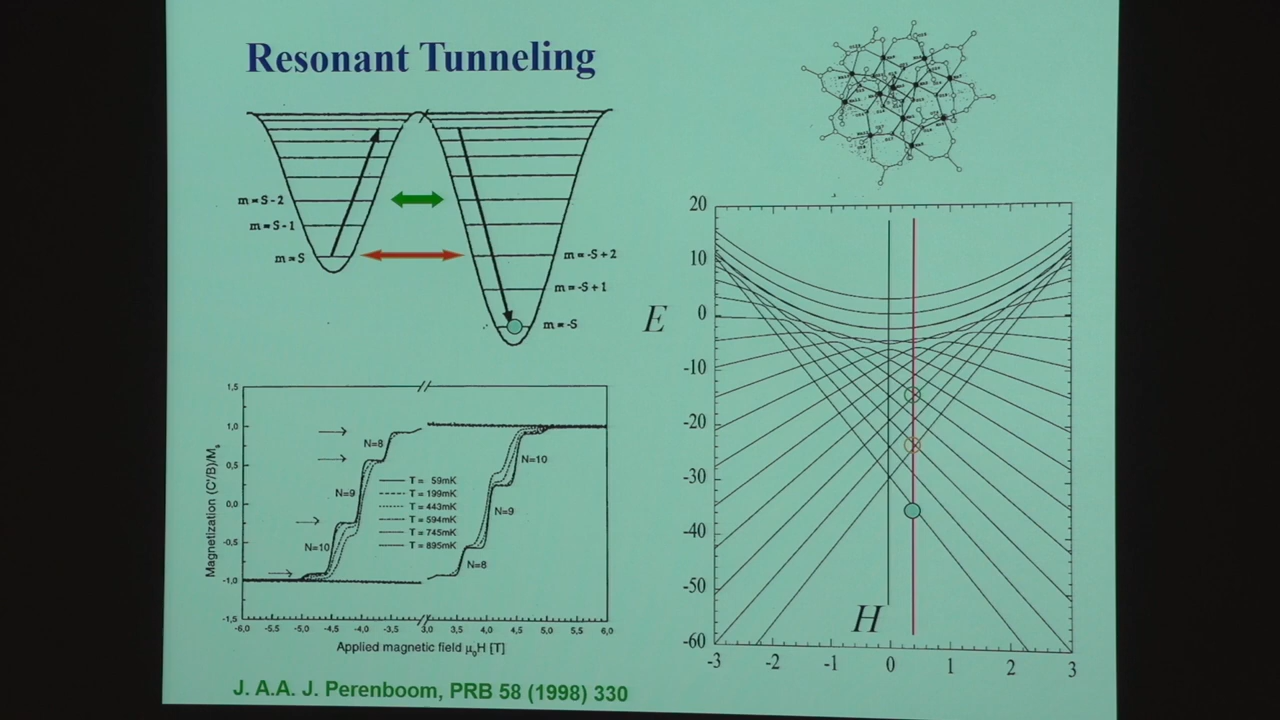 Resonant Tunneling
m = S-2
m = S-1
m = S
m = -S+2
m = -S+1
m = -S
1,5
1,0
0,5
0,0
-0,5
-1,0
-1,5
Magnetization (C'/B)/Ms
N=8
N=9
N=10
T = 59mK
T = 199mK
T = 443mK
T = 594mK
T = 745mK
T = 895mK
N=10
N=9
N=8
-6,0 -5,5 -5,0 -4,5 -4,0 -3,5 3,0 3,5 4,0 4,5 5,0 5,5 6,0
Applied magnetic field μ0H [T]
J. A.A. J. Perenboom, PRB 58 (1998) 330
20
10
0
-10
-20
-30
-40
-50
-60
E
H
-3 -2 -1 0 1 2 3